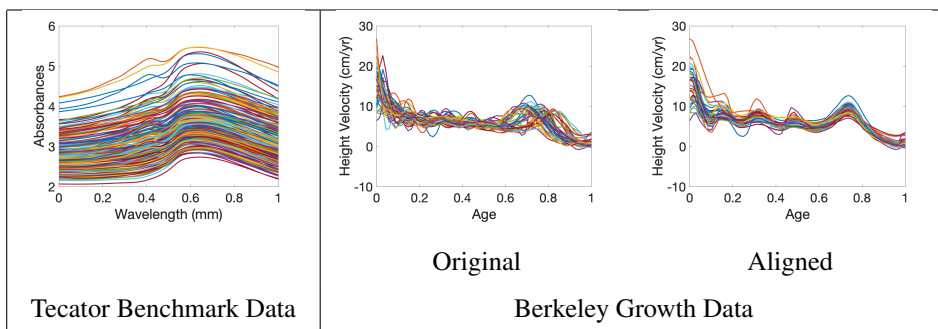 6
5
4
3
2
Absorbances
0 0.2 0.4 0.6 0.8 1
Wavelength (mm)
30
20
10
0
-10
Height Velocity (cm/yr)
0 0.2 0.4 0.6 0.8 1
Age
30
20
10
0
-10
Height Velocity (cm/yr)
0 0.2 0.4 0.6 0.8 1
Age
Original
Aligned
Tecator Benchmark Data
Berkeley Growth Data